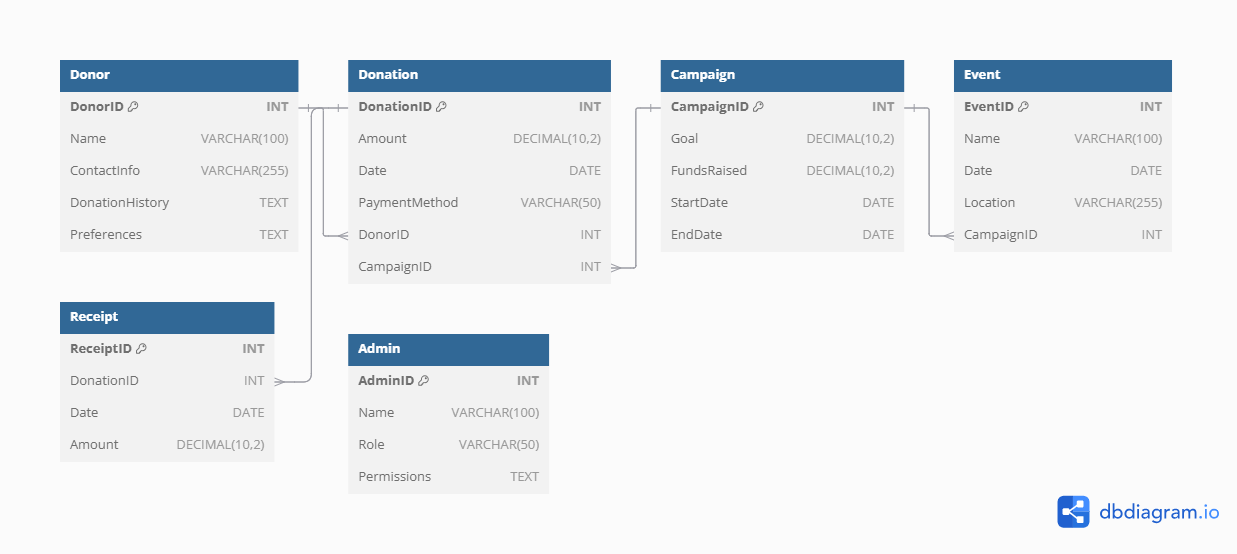 Donor
DonorID INT
Name VARCHAR(100)
ContactInfo VARCHAR(255)
DonationHistory TEXT
Preferences TEXT
Donation
DonationID INT
Amount DECIMAL(10,2)
Date DATE
PaymentMethod VARCHAR(50)
DonorID INT
CampaignID INT
Campaign
CampaignID INT
Goal DECIMAL(10,2)
FundsRaised DECIMAL(10,2)
StartDate DATE
EndDate DATE
Event
EventID INT
Name VARCHAR(100)
Date DATE
Location VARCHAR(255)
CampaignID INT
Receipt
ReceiptID INT
DonationID INT
Date DATE
Amount DECIMAL(10,2)
Admin
AdminID INT
Name VARCHAR(100)
Role VARCHAR(50)
Permissions TEXT
dbdiagram.io